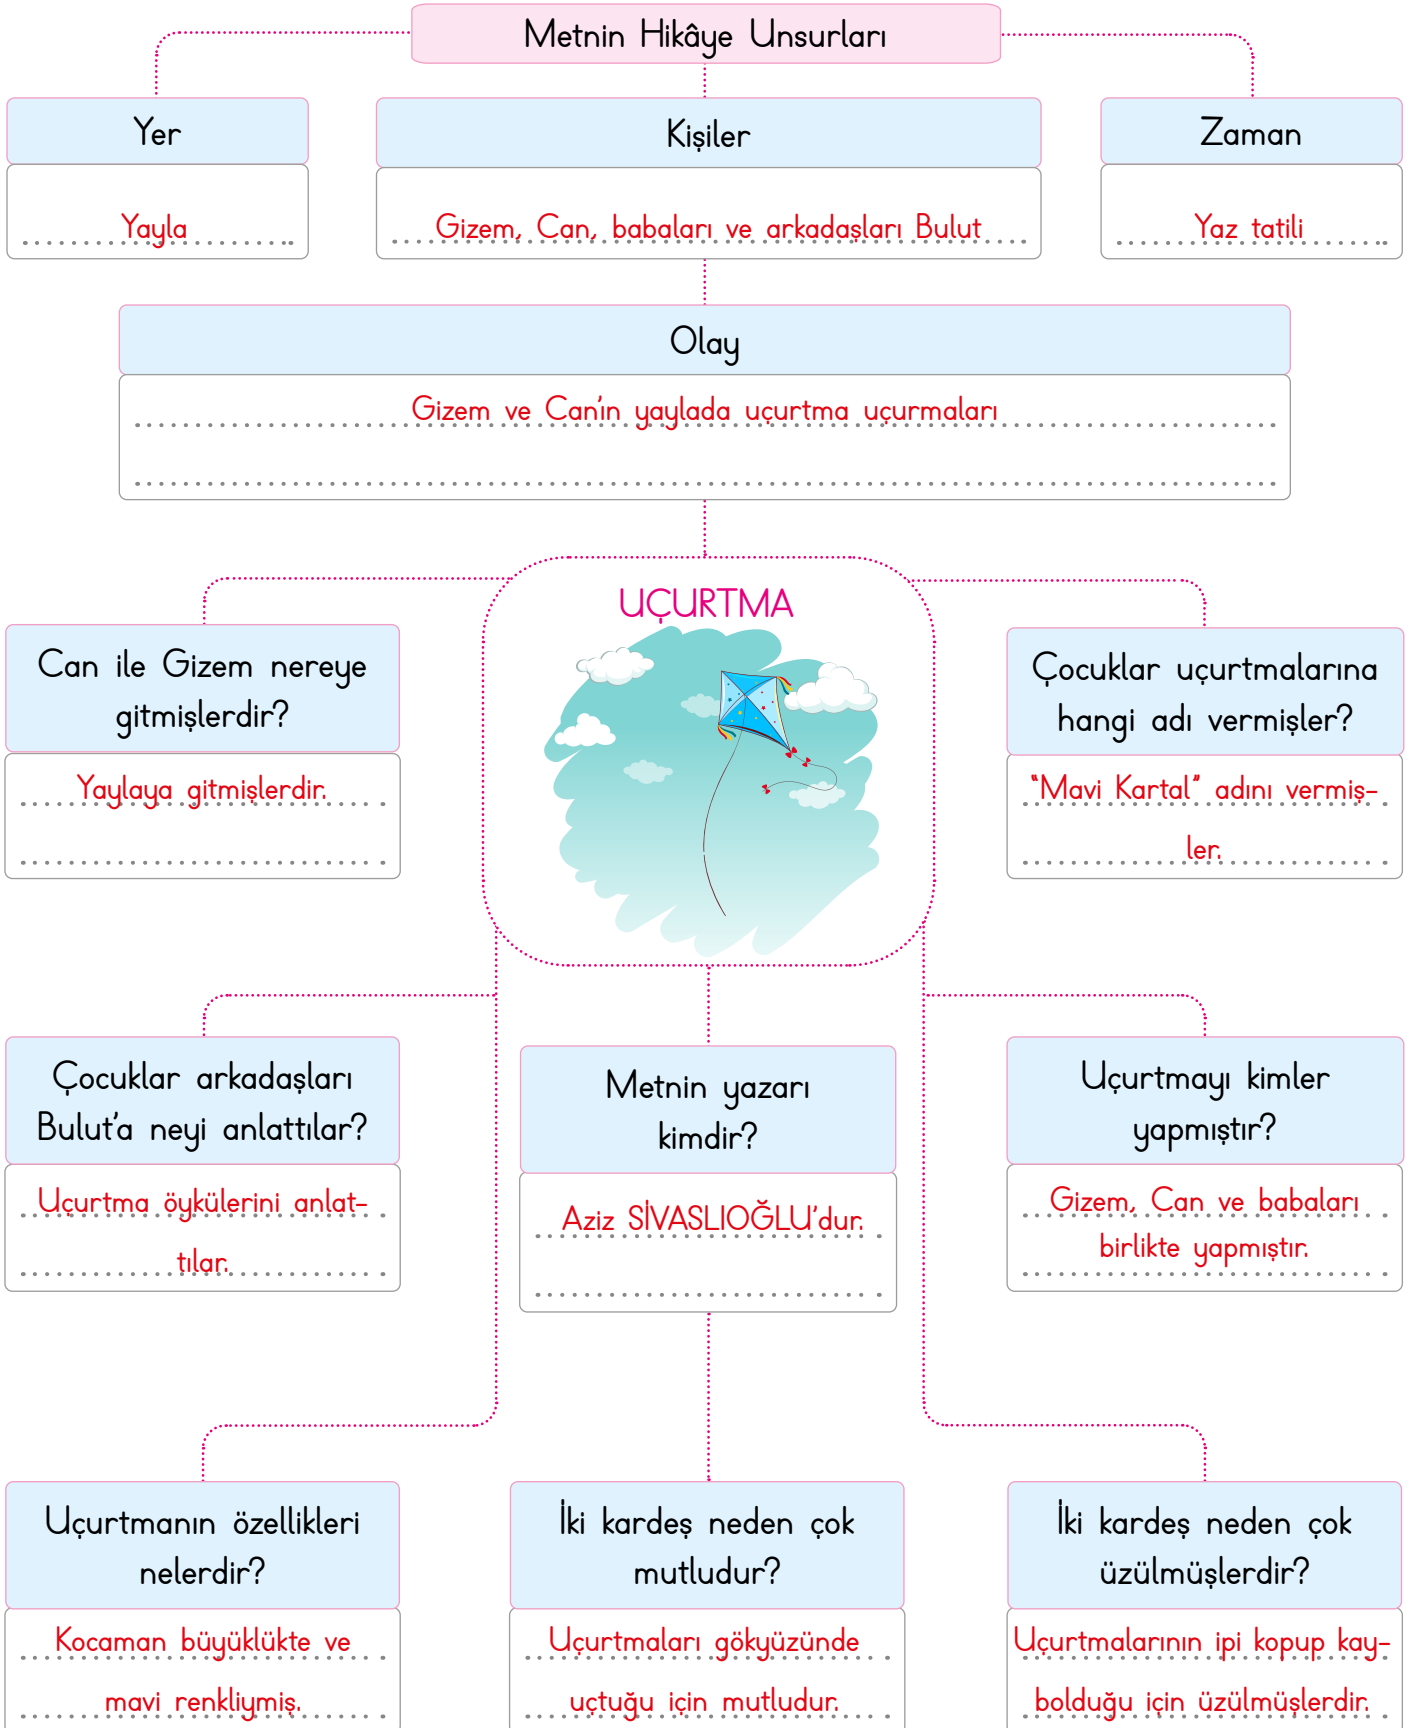 Metnin Hikâye Unsurları
Yer
Yayla
Kişiler
Gizem, Can, babaları ve arkadaşları Bulut
Zaman
Yaz tatili
Olay
Gizem ve Can'ın yaylada uçurtma uçurmaları
UÇURTMA
Can ile Gizem nereye
gitmişlerdir?
Yaylaya gitmişlerdir.
Çocuklar uçurtmalarına
hangi adı vermişler?
"Mavi Kartal" adını vermiş-
ler.
Çocuklar arkadaşları
Bulut'a neyi anlattılar?
Uçurtma öykülerini anlat-
tılar.
Metnin yazarı
kimdir?
Aziz SİVASLIOĞLU'dur.
Uçurtmayı kimler
yapmıştır?
Gizem, Can ve babaları
birlikte yapmıştır.
Uçurtmanın özellikleri
nelerdir?
Kocaman büyüklükte ve
mavi renkliymiş.
İki kardeş neden çok
mutludur?
Uçurtmaları gökyüzünde
uçtuğu için mutludur.
İki kardeş neden çok
üzülmüşlerdir?
Uçurtmalarının ipi kopup kay-
bolduğu için üzülmüşlerdir.